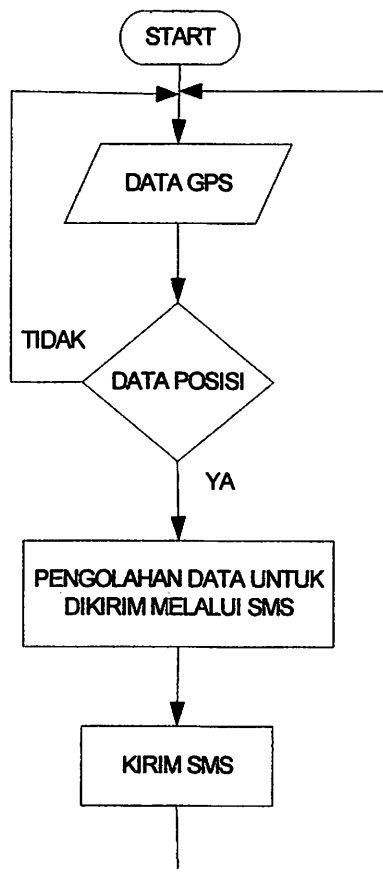 START
DATA GPS
TIDAK
DATA POSISI
YA
PENGOLAHAN DATA UNTUK
DIKIRIM MELALUI SMS
KIRIM SMS